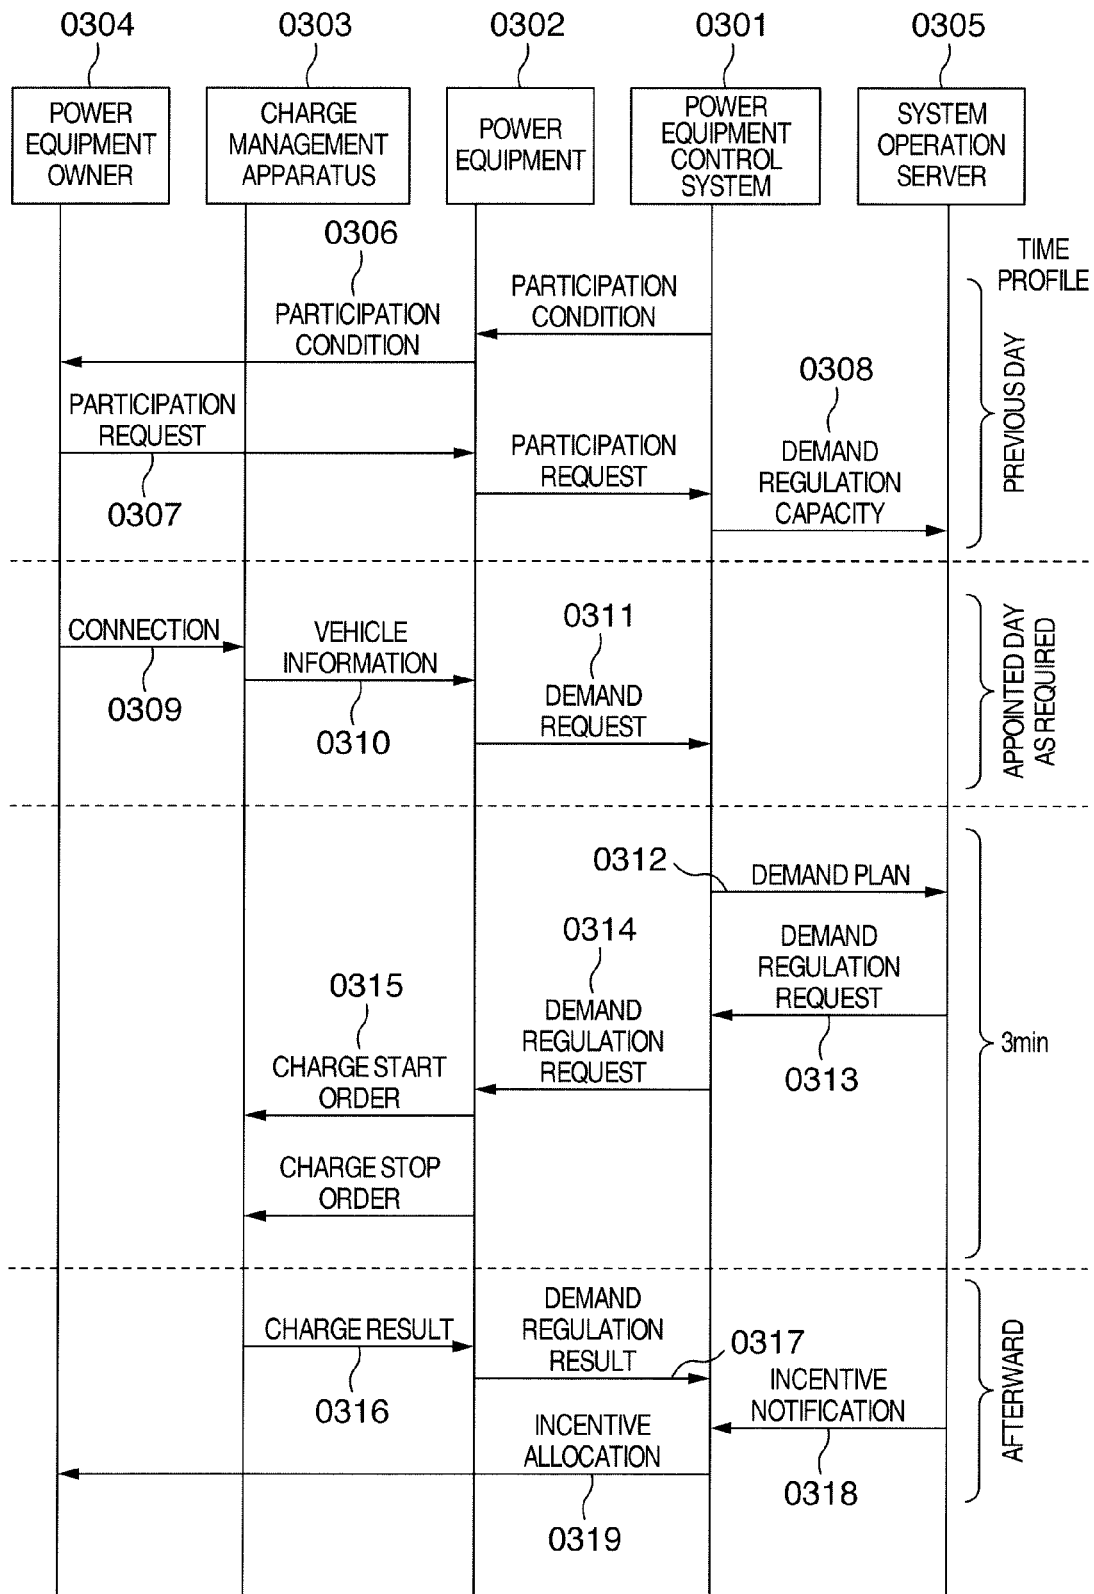 0304
0303
0302
0301
0305
POWER
EQUIPMENT
OWNER
CHARGE
MANAGEMENT
APPARATUS
POWER
EQUIPMENT
POWER
EQUIPMENT
CONTROL
SYSTEM
SYSTEM
OPERATION
SERVER
TIME
PROFILE
0306
PARTICIPATION
CONDITION
PARTICIPATION
CONDITION
PARTICIPATION
REQUEST
0307
PARTICIPATION
REQUEST
0308
DEMAND
REGULATION
CAPACITY
PREVIOUS DAY
CONNECTION
0309
VEHICLE
INFORMATION
0310
0311
DEMAND
REQUEST
APPOINTED DAY
AS REQUIRED
0312
DEMAND PLAN
DEMAND
REGULATION
REQUEST
0313
0314
DEMAND
REGULATION
REQUEST
0315
CHARGE START
ORDER
CHARGE STOP
ORDER
3min
CHARGE RESULT
0316
DEMAND
REGULATION
RESULT
0317
INCENTIVE
NOTIFICATION
0318
INCENTIVE
ALLOCATION
0319
AFTERWARD